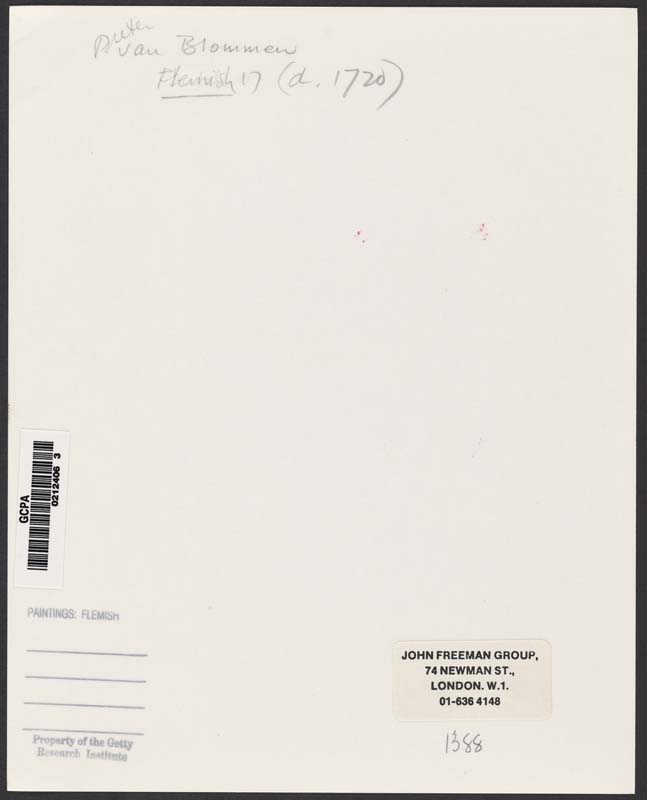 Pieter
P. van Blommen
Flemish 17 (d. 1720)
GCPA
0212406 3
PAINTINGS: FLEMISH
Property of the Getty
Research Institute
JOHN FREEMAN GROUP,
74 NEWMAN ST.,
LONDON. W.1.
01-636 4148
1388